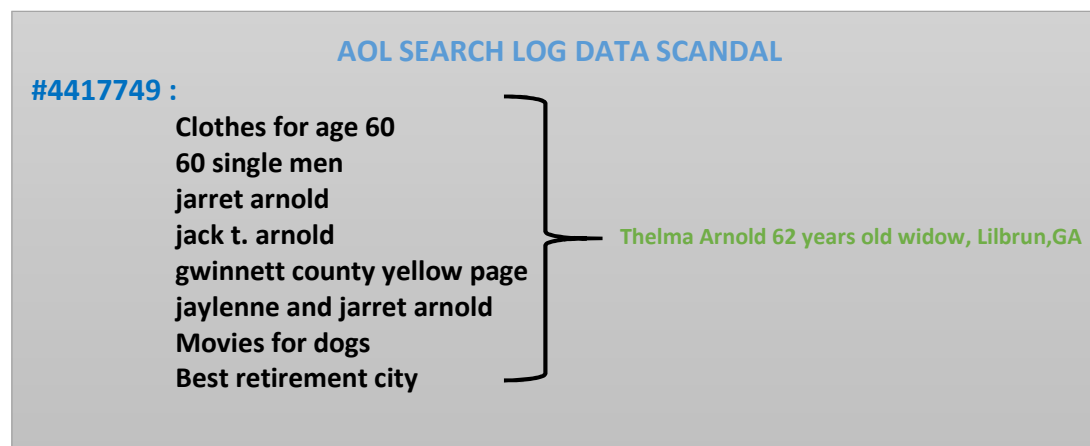 AOL SEARCH LOG DATA SCANDAL
#4417749 :
Clothes for age 60
60 single men
jarret arnold
jack t. arnold
gwinnett county yellow page
jaylenne and jarret arnold
Movies for dogs
Best retirement city
Thelma Arnold 62 years old widow, Lilbrun,GA